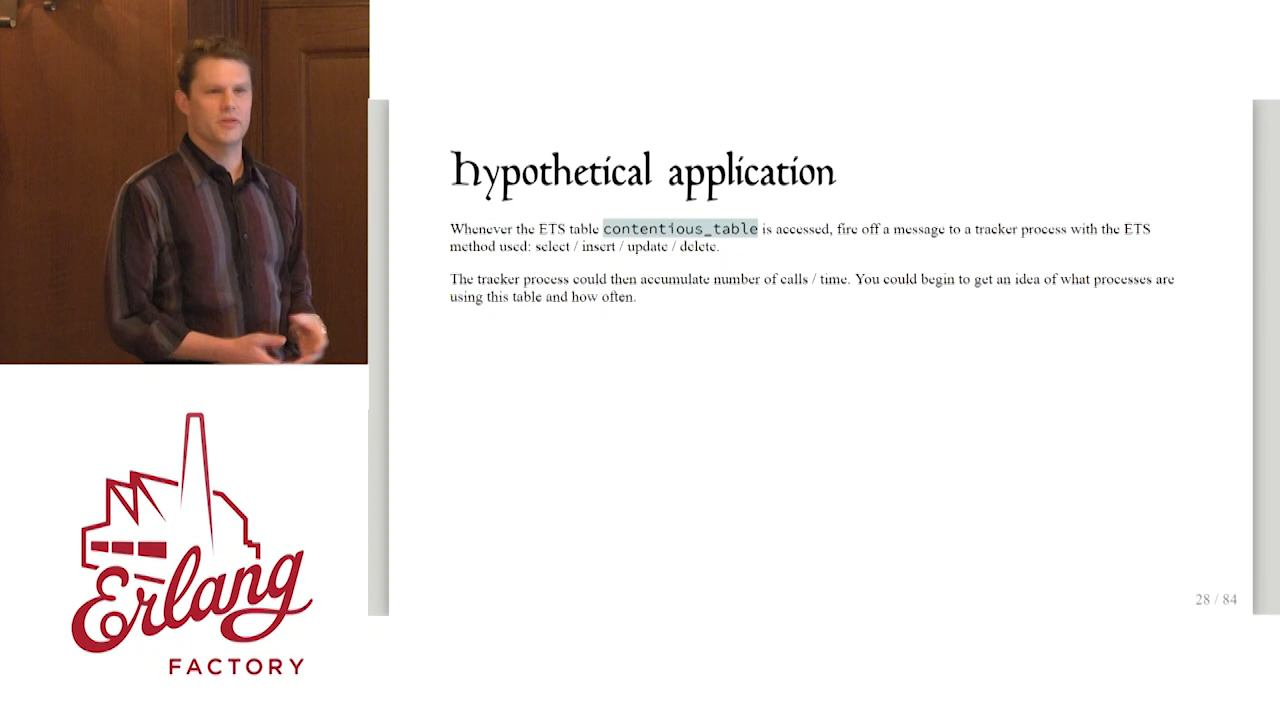 Hypothetical application
Whenever the ETS table contentious_table is accessed, fire off a message to a tracker process with the ETS
method used: select / insert / update / delete.
The tracker process could then accumulate number of calls / time. You could begin to get an idea of what processes are
using this table and how often.
28 / 84
Erlang
FACTORY